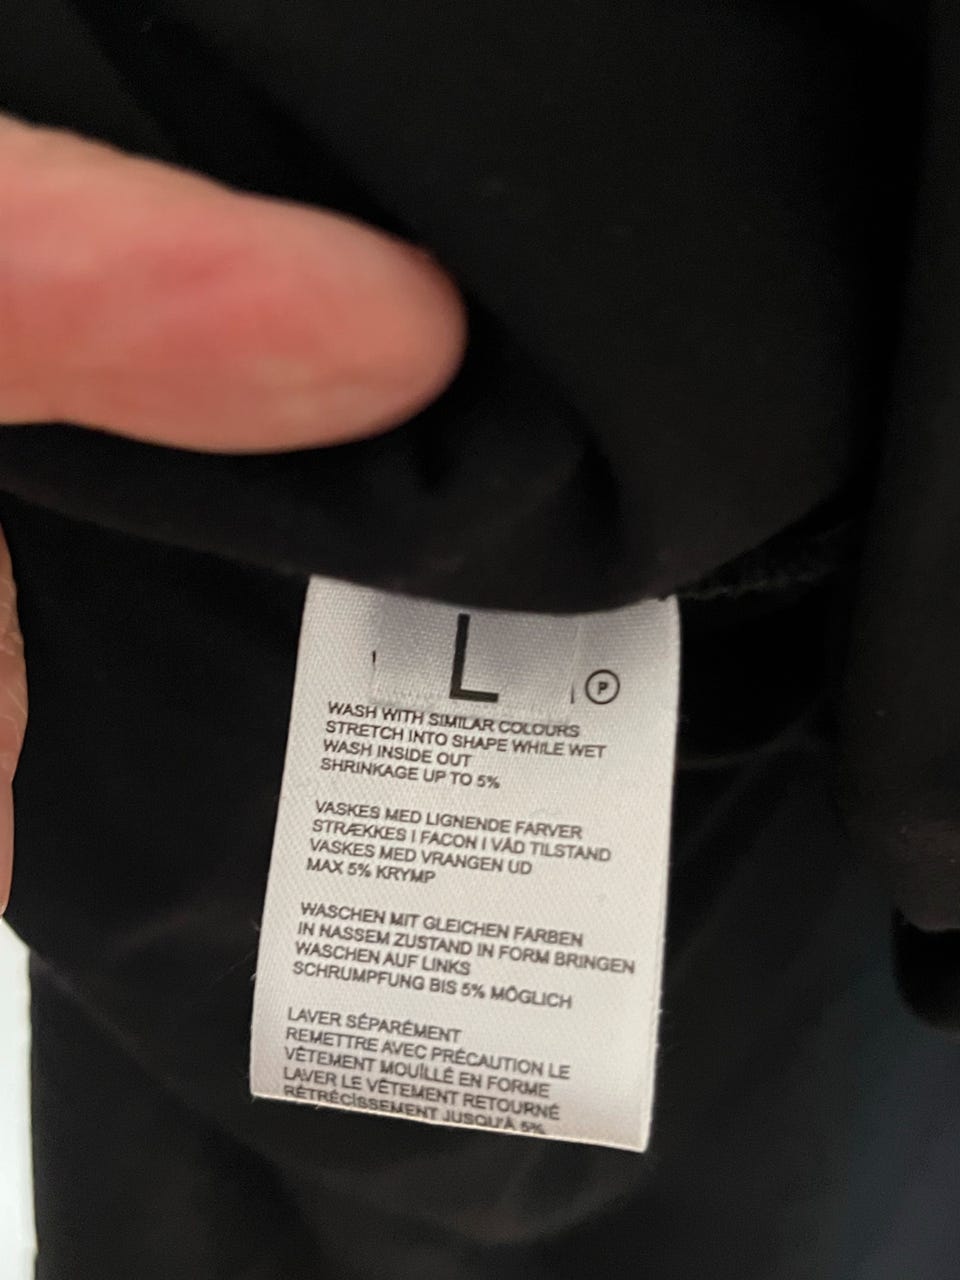 L
P
WASH WITH SIMILAR COLOURS
STRETCH INTO SHAPE WHILE WET
WASH INSIDE OUT
SHRINKAGE UP TO 5%
VASKES MED LIGNENDE FARVER
STRÆKKES I FACON I VÅD TILSTAND
VASKES MED VRANGEN UD
MAX 5% KRYMP
WASCHEN MIT GLEICHEN FARBEN
IN NASSEM ZUSTAND IN FORM BRINGEN
WASCHEN AUF LINKS
SCHRUMPFUNG BIS 5% MÖGLICH
LAVER SÉPARÉMENT
REMETTRE AVEC PRÉCAUTION LE
VÊTEMENT MOUÎLLÉ EN FORME
LAVER LE VÊTEMENT RETOURNÉ
RÉTRÉCÌSSEMENT JUSQU'À 5%